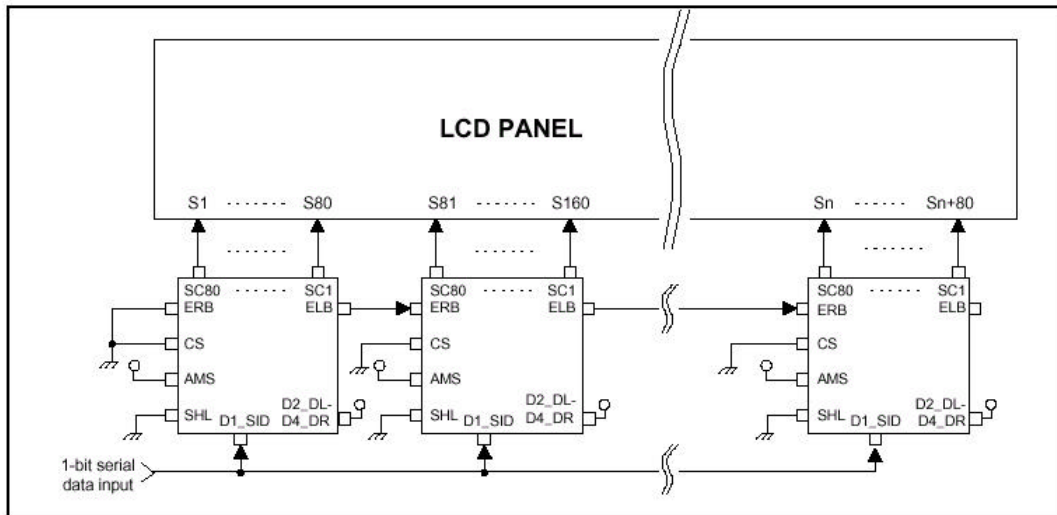 LCD PANEL
S1 ······· S80 S81 ······· S160 Sn ······· Sn+80
······· ······· ·······
SC80 ······· SC1 SC80 ······· SC1 SC80 ······· SC1
ERB ELB ERB ELB ERB ELB
CS CS CS
AMS AMS AMS
D2_DL- D2_DL- D2_DL-
SHL D4_DR SHL D4_DR SHL D4_DR
D1_SID D1_SID D1_SID
1-bit serial
data input